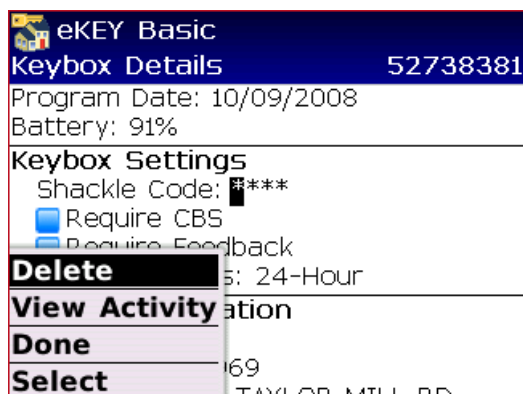 eKEY Basic
Keybox Details 52738381
Program Date: 10/09/2008
Battery: 91%
Keybox Settings
Shackle Code: ****
Require CBS
Require Feedback
Delete
s: 24-Hour
View Activity
ation
Done
969
Select
TAYLOR MILL RD